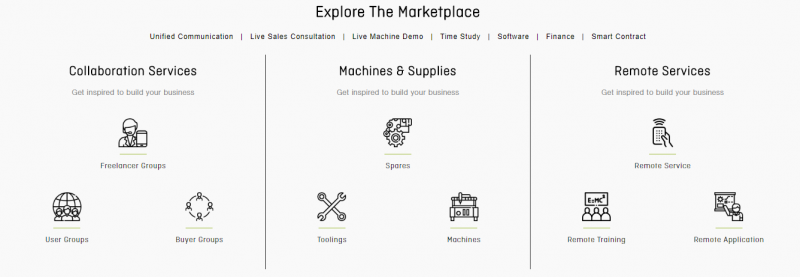 Explore The Marketplace
Unified Communication | Live Sales Consultation | Live Machine Demo | Time Study | Software | Finance | Smart Contract
Collaboration Services
Get inspired to build your business
Freelancer Groups
User Groups
Buyer Groups
Machines & Supplies
Get inspired to build your business
Spares
Toolings
Machines
Remote Services
Get inspired to build your business
Remote Service
E=MC²
Remote Training
Remote Application